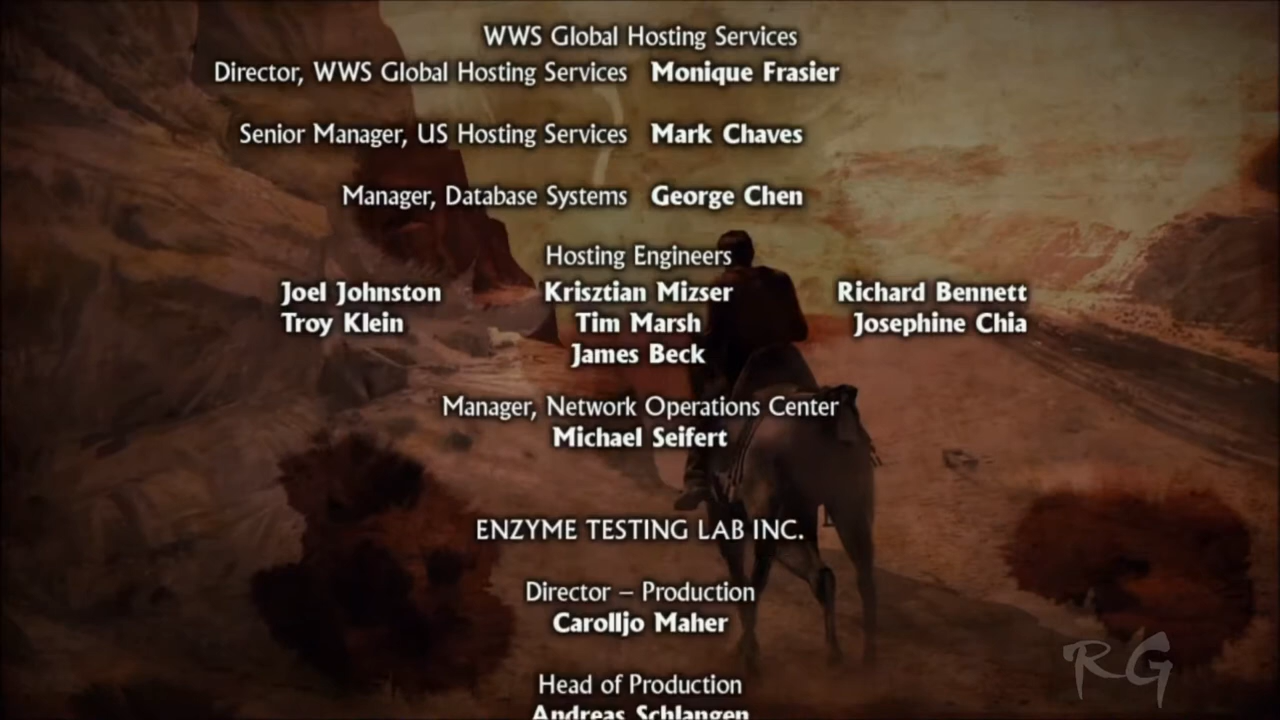 WWS Global Hosting Services
Director, WWS Global Hosting Services Monique Frasier
Senior Manager, US Hosting Services Mark Chaves
Manager, Database Systems George Chen
Hosting Engineers
Joel Johnston Krisztian Mizser Richard Bennett
Troy Klein Tim Marsh Josephine Chia
James Beck
Manager, Network Operations Center
Michael Seifert
ENZYME TESTING LAB INC.
Director – Production
Carolljo Maher
Head of Production
Andreas Schlangen
RG